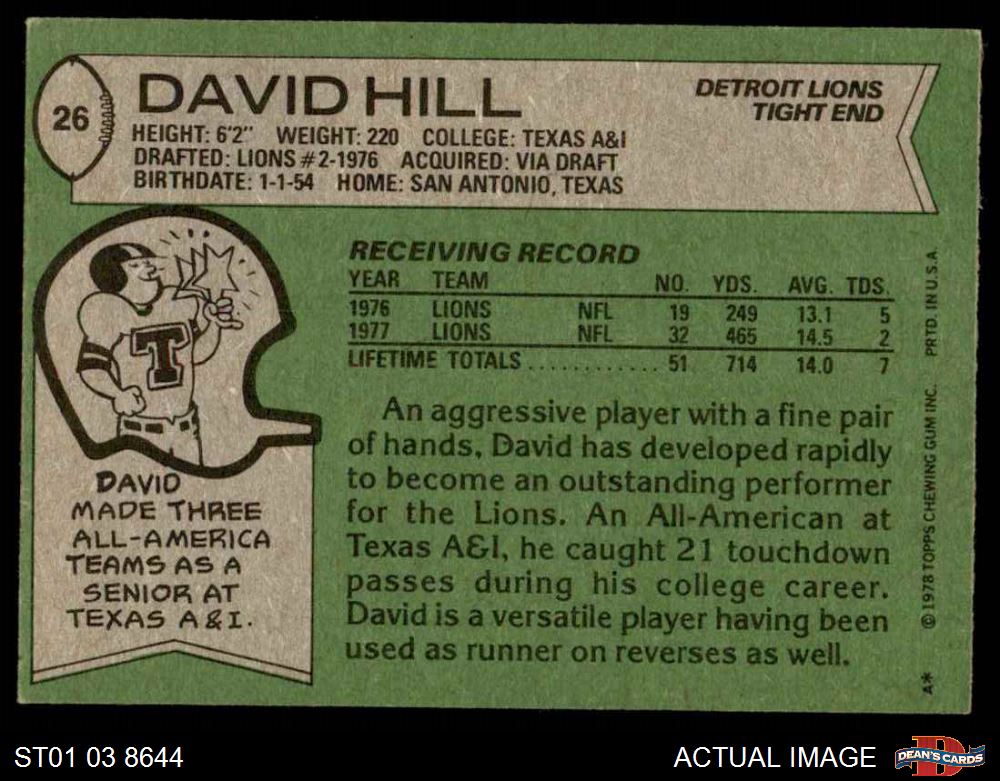 26
DAVID HILL
DETROIT LIONS
TIGHT END
HEIGHT: 6'2" WEIGHT: 220 COLLEGE: TEXAS A&I
DRAFTED: LIONS #2-1976 ACQUIRED: VIA DRAFT
BIRTHDATE: 1-1-54 HOME: SAN ANTONIO, TEXAS
T
DAVID
MADE THREE
ALL-AMERICA
TEAMS AS A
SENIOR AT
TEXAS A & I.
RECEIVING RECORD
YEAR TEAM NO. YDS. AVG. TDS.
1976 LIONS NFL 19 249 13.1 5
1977 LIONS NFL 32 465 14.5 2
LIFETIME TOTALS ............ 51 714 14.0 7
An aggressive player with a fine pair
of hands, David has developed rapidly
to become an outstanding performer
for the Lions. An All-American at
Texas A&I, he caught 21 touchdown
passes during his college career.
David is a versatile player having been
used as runner on reverses as well.
A* © 1978 TOPPS CHEWING GUM INC. PRTD. IN U.S.A.
ST01 03 8644
ACTUAL IMAGE
D
DEAN'S CARDS